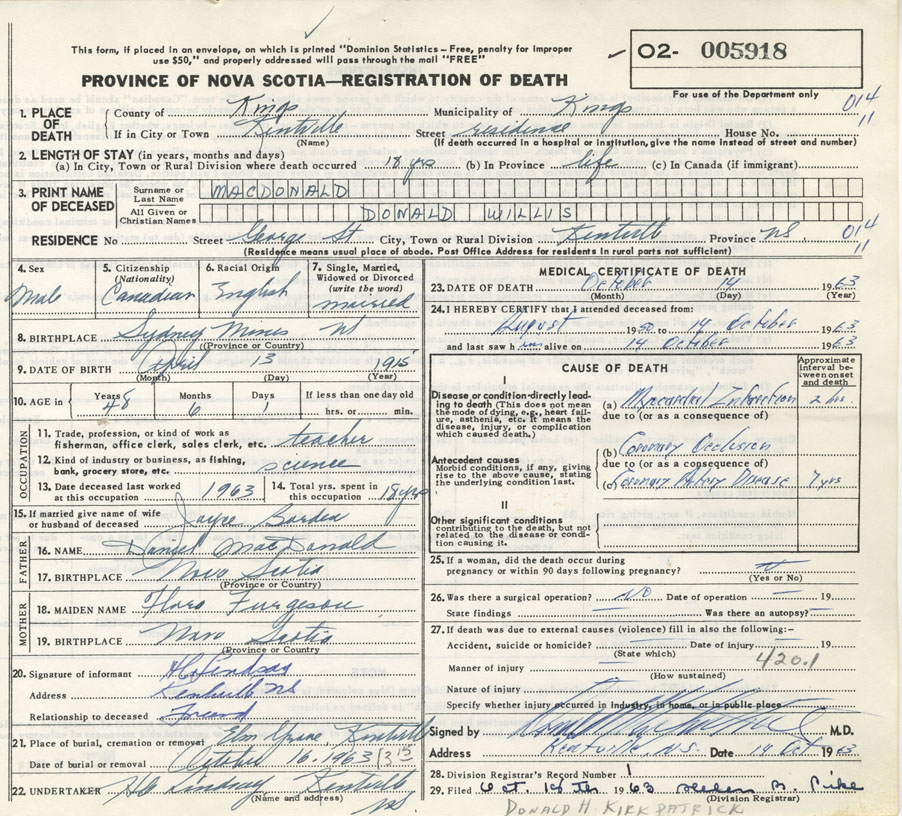 This form, if placed in an envelope, on which is printed "Dominion Statistics – Free, penalty for improper
use $50," and properly addressed will pass through the mail "FREE"
O2- 005918
For use of the Department only
PROVINCE OF NOVA SCOTIA—REGISTRATION OF DEATH
1. PLACE OF DEATH County of Kings Municipality of Kings 014
If in City or Town Kentville Street residence House No. 11
(Name) (If death occurred in a hospital or institution, give the name instead of street and number)
2. LENGTH OF STAY (in years, months and days)
(a) In City, Town or Rural Division where death occurred 18 yrs (b) In Province life (c) In Canada (if immigrant)
3. PRINT NAME OF DECEASED Surname or Last Name MACDONALD
All Given or Christian Names DONALD WILLIS
RESIDENCE No Street George St City, Town or Rural Division Kentville Province NS 014 11
(Residence means usual place of abode. Post Office Address for residents in rural parts not sufficient)
4. Sex Male
5. Citizenship (Nationality) Canadian
6. Racial Origin English
7. Single, Married, Widowed or Divorced (write the word) married
8. BIRTHPLACE Sydney Mines NS
(Province or Country)
9. DATE OF BIRTH April 13 1915
(Month) (Day) (Year)
10. AGE in Years 48 Months 6 Days 1 If less than one day old hrs. or min.
OCCUPATION
11. Trade, profession, or kind of work as fisherman, office clerk, sales clerk, etc. teacher
12. Kind of industry or business, as fishing, bank, grocery store, etc. science
13. Date deceased last worked at this occupation 1963
14. Total yrs. spent in this occupation 18 yrs
15. If married give name of wife or husband of deceased Borden
FATHER
16. NAME Daniel MacDonald
17. BIRTHPLACE Nova Scotia
(Province or Country)
MOTHER
18. MAIDEN NAME Furgeson
19. BIRTHPLACE Nova Scotia
(Province or Country)
20. Signature of informant Lindsay
Address Kentville NS
Relationship to deceased Friend
21. Place of burial, cremation or removal Elm Kentville
Date of burial or removal October 16. 1963
22. UNDERTAKER Lindsay Kentville
(Name and address) NS
MEDICAL CERTIFICATE OF DEATH
23. DATE OF DEATH October 14 1963
(Month) (Day) (Year)
24. I HEREBY CERTIFY that I attended deceased from:
August 1950 to 14 October 1963
and last saw him alive on 14 October 1963
CAUSE OF DEATH
Approximate interval between onset and death
I
Disease or condition directly leading to death (This does not mean the mode of dying, e.g., heart failure, asthenia, etc. It means the disease, injury, or complication which caused death.)
(a) Myocardial Infarction 2 hrs.
due to (or as a consequence of)
Antecedent causes
Morbid conditions, if any, giving rise to the above cause, stating the underlying condition last.
(b) Coronary Occlusion
due to (or as a consequence of)
(c) Coronary Artery Disease 7 yrs
II
Other significant conditions
contributing to the death, but not related to the disease or condition causing it.
25. If a woman, did the death occur during pregnancy or within 90 days following pregnancy?
(Yes or No)
26. Was there a surgical operation? NO Date of operation — 19
State findings — Was there an autopsy? —
27. If death was due to external causes (violence) fill in also the following:–
Accident, suicide or homicide? Date of injury 19
(State which) 420.1
Manner of injury
(How sustained)
Nature of injury
Specify whether injury occurred in industry, in home, or in public place
Signed by M.D.
Address Kentville N.S. Date 14 Oct 1963
28. Division Registrar's Record Number 1
29. Filed Oct. 1963 Helen B. Pike
(Division Registrar)
DONALD H. KIRKPATRICK